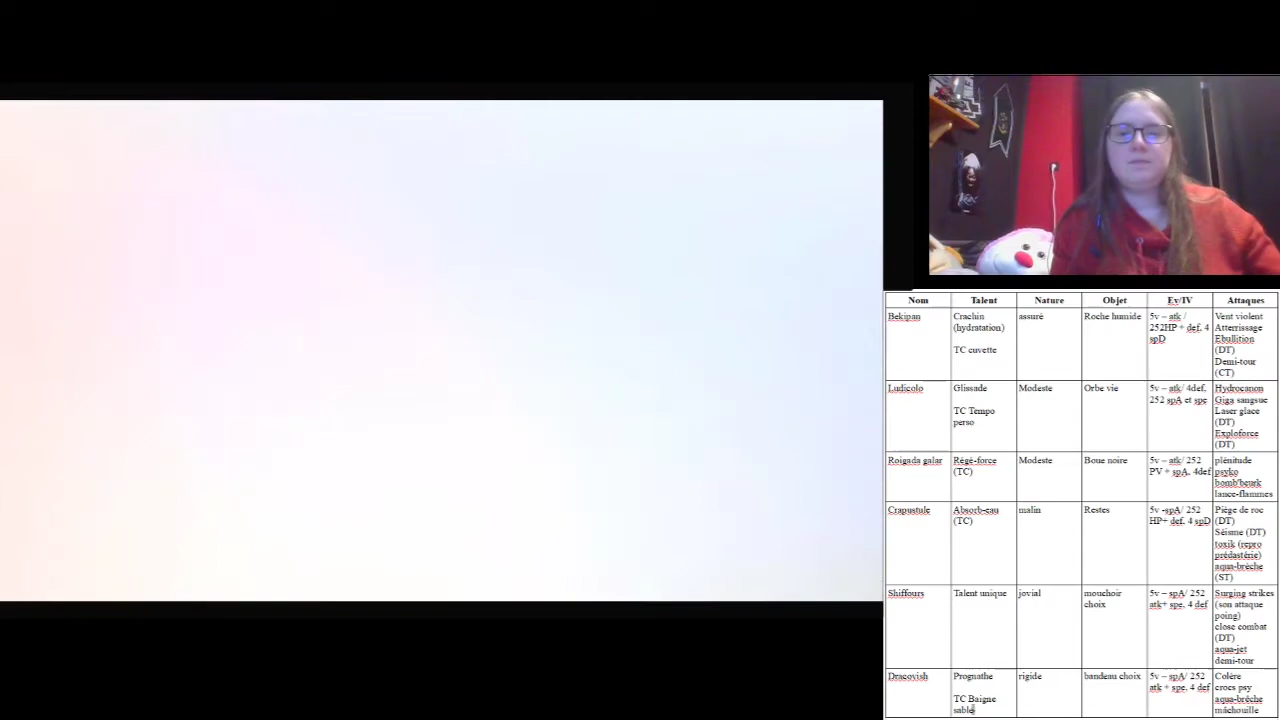 Nom Talent Nature Objet Ev/IV Attaques
Bekipan Crachin assuré Roche humide 5v – atk / Vent violent
(hydratation) 252HP + def, 4 Atterrissage
spD Ebullition
TC cuvette (DT)
Demi-tour
(CT)
Ludicolo Glissade Modeste Orbe vie 5v – atk/ 4def, Hydrocanon
252 spA et spe Giga sangsue
TC Tempo Laser glace
perso (DT)
Exploforce
(DT)
Roigada galar Régé-force Modeste Boue noire 5v – atk/ 252 plénitude
(TC) PV + spA, 4def psyko
bomb'beurk
lance-flammes
Crapustule Absorb-eau malin Restes 5v -spA/ 252 Piège de roc
(TC) HP+ def, 4 spD (DT)
Séisme (DT)
toxik (repro
prédastérie)
aqua-brèche
(ST)
Shiffours Talent unique jovial mouchoir 5v – spA/ 252 Surging strikes
choix atk+ spe, 4 def (son attaque
poing)
close combat
(DT)
aqua-jet
demi-tour
Dracovish Prognathe rigide bandeau choix 5v – spA/ 252 Colère
atk + spe, 4 def crocs psy
TC Baigne aqua-brêche
sable mâchouille